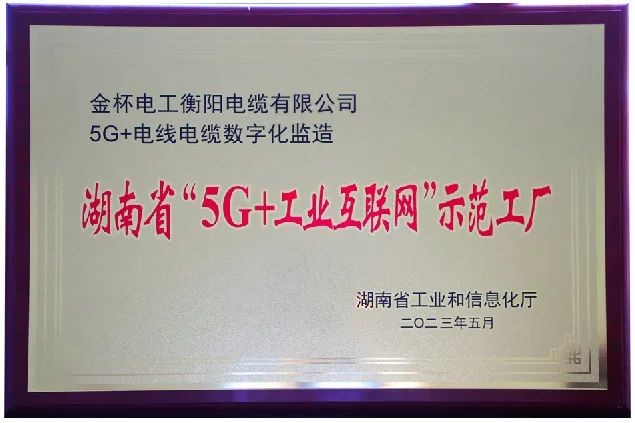 金杯电工衡阳电缆有限公司
5G+电线电缆数字化监造
湖南省“5G+工业互联网”示范工厂
湖南省工业和信息化厅
二〇二三年五月